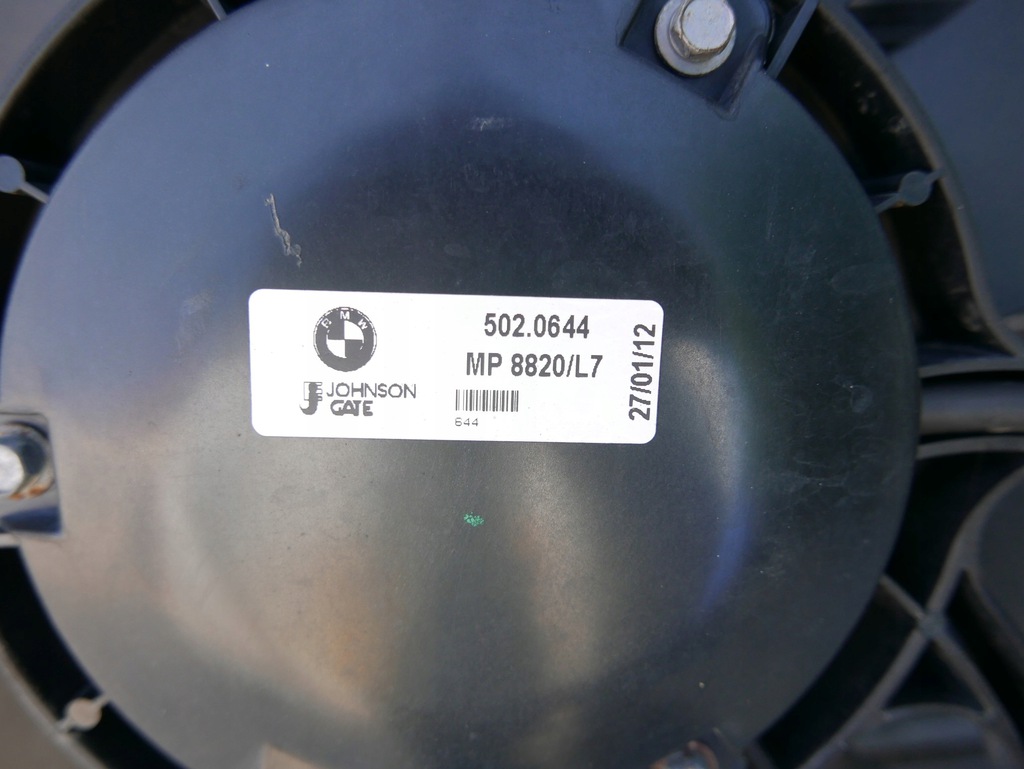 BMW
JOHNSON
GATE
502.0644
MP 8820/L7
644
27/01/12